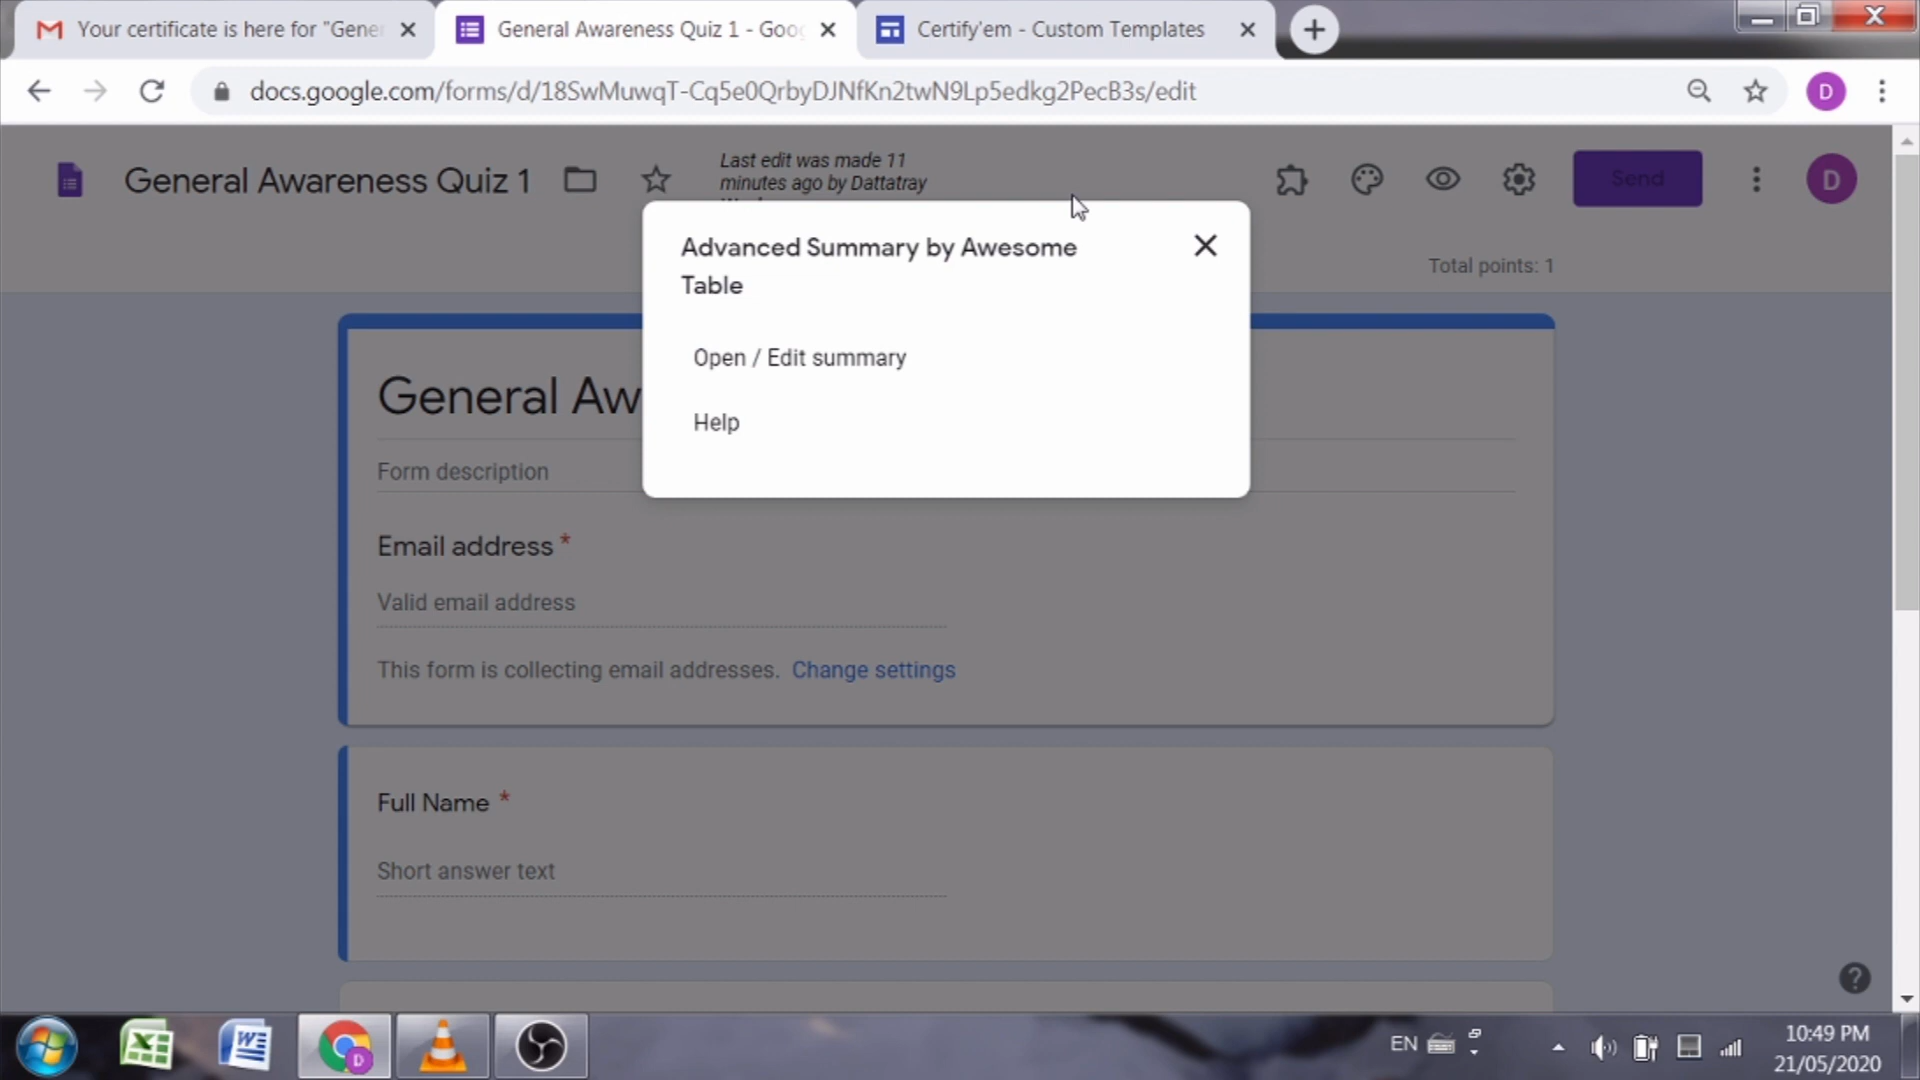 Your certificate is here for "Gener
General Awareness Quiz 1 - Goo
Certify'em - Custom Templates
docs.google.com/forms/d/18SwMuwqT-Cq5e0QrbyDJNfKn2twN9Lp5edkg2PecB3s/edit
D
General Awareness Quiz 1
Last edit was made 11
minutes ago by Dattatray
Send
D
Total points: 1
Advanced Summary by Awesome
Table
Open / Edit summary
Help
General Aw
Form description
Email address *
Valid email address
This form is collecting email addresses. Change settings
Full Name *
Short answer text
EN
10:49 PM
21/05/2020